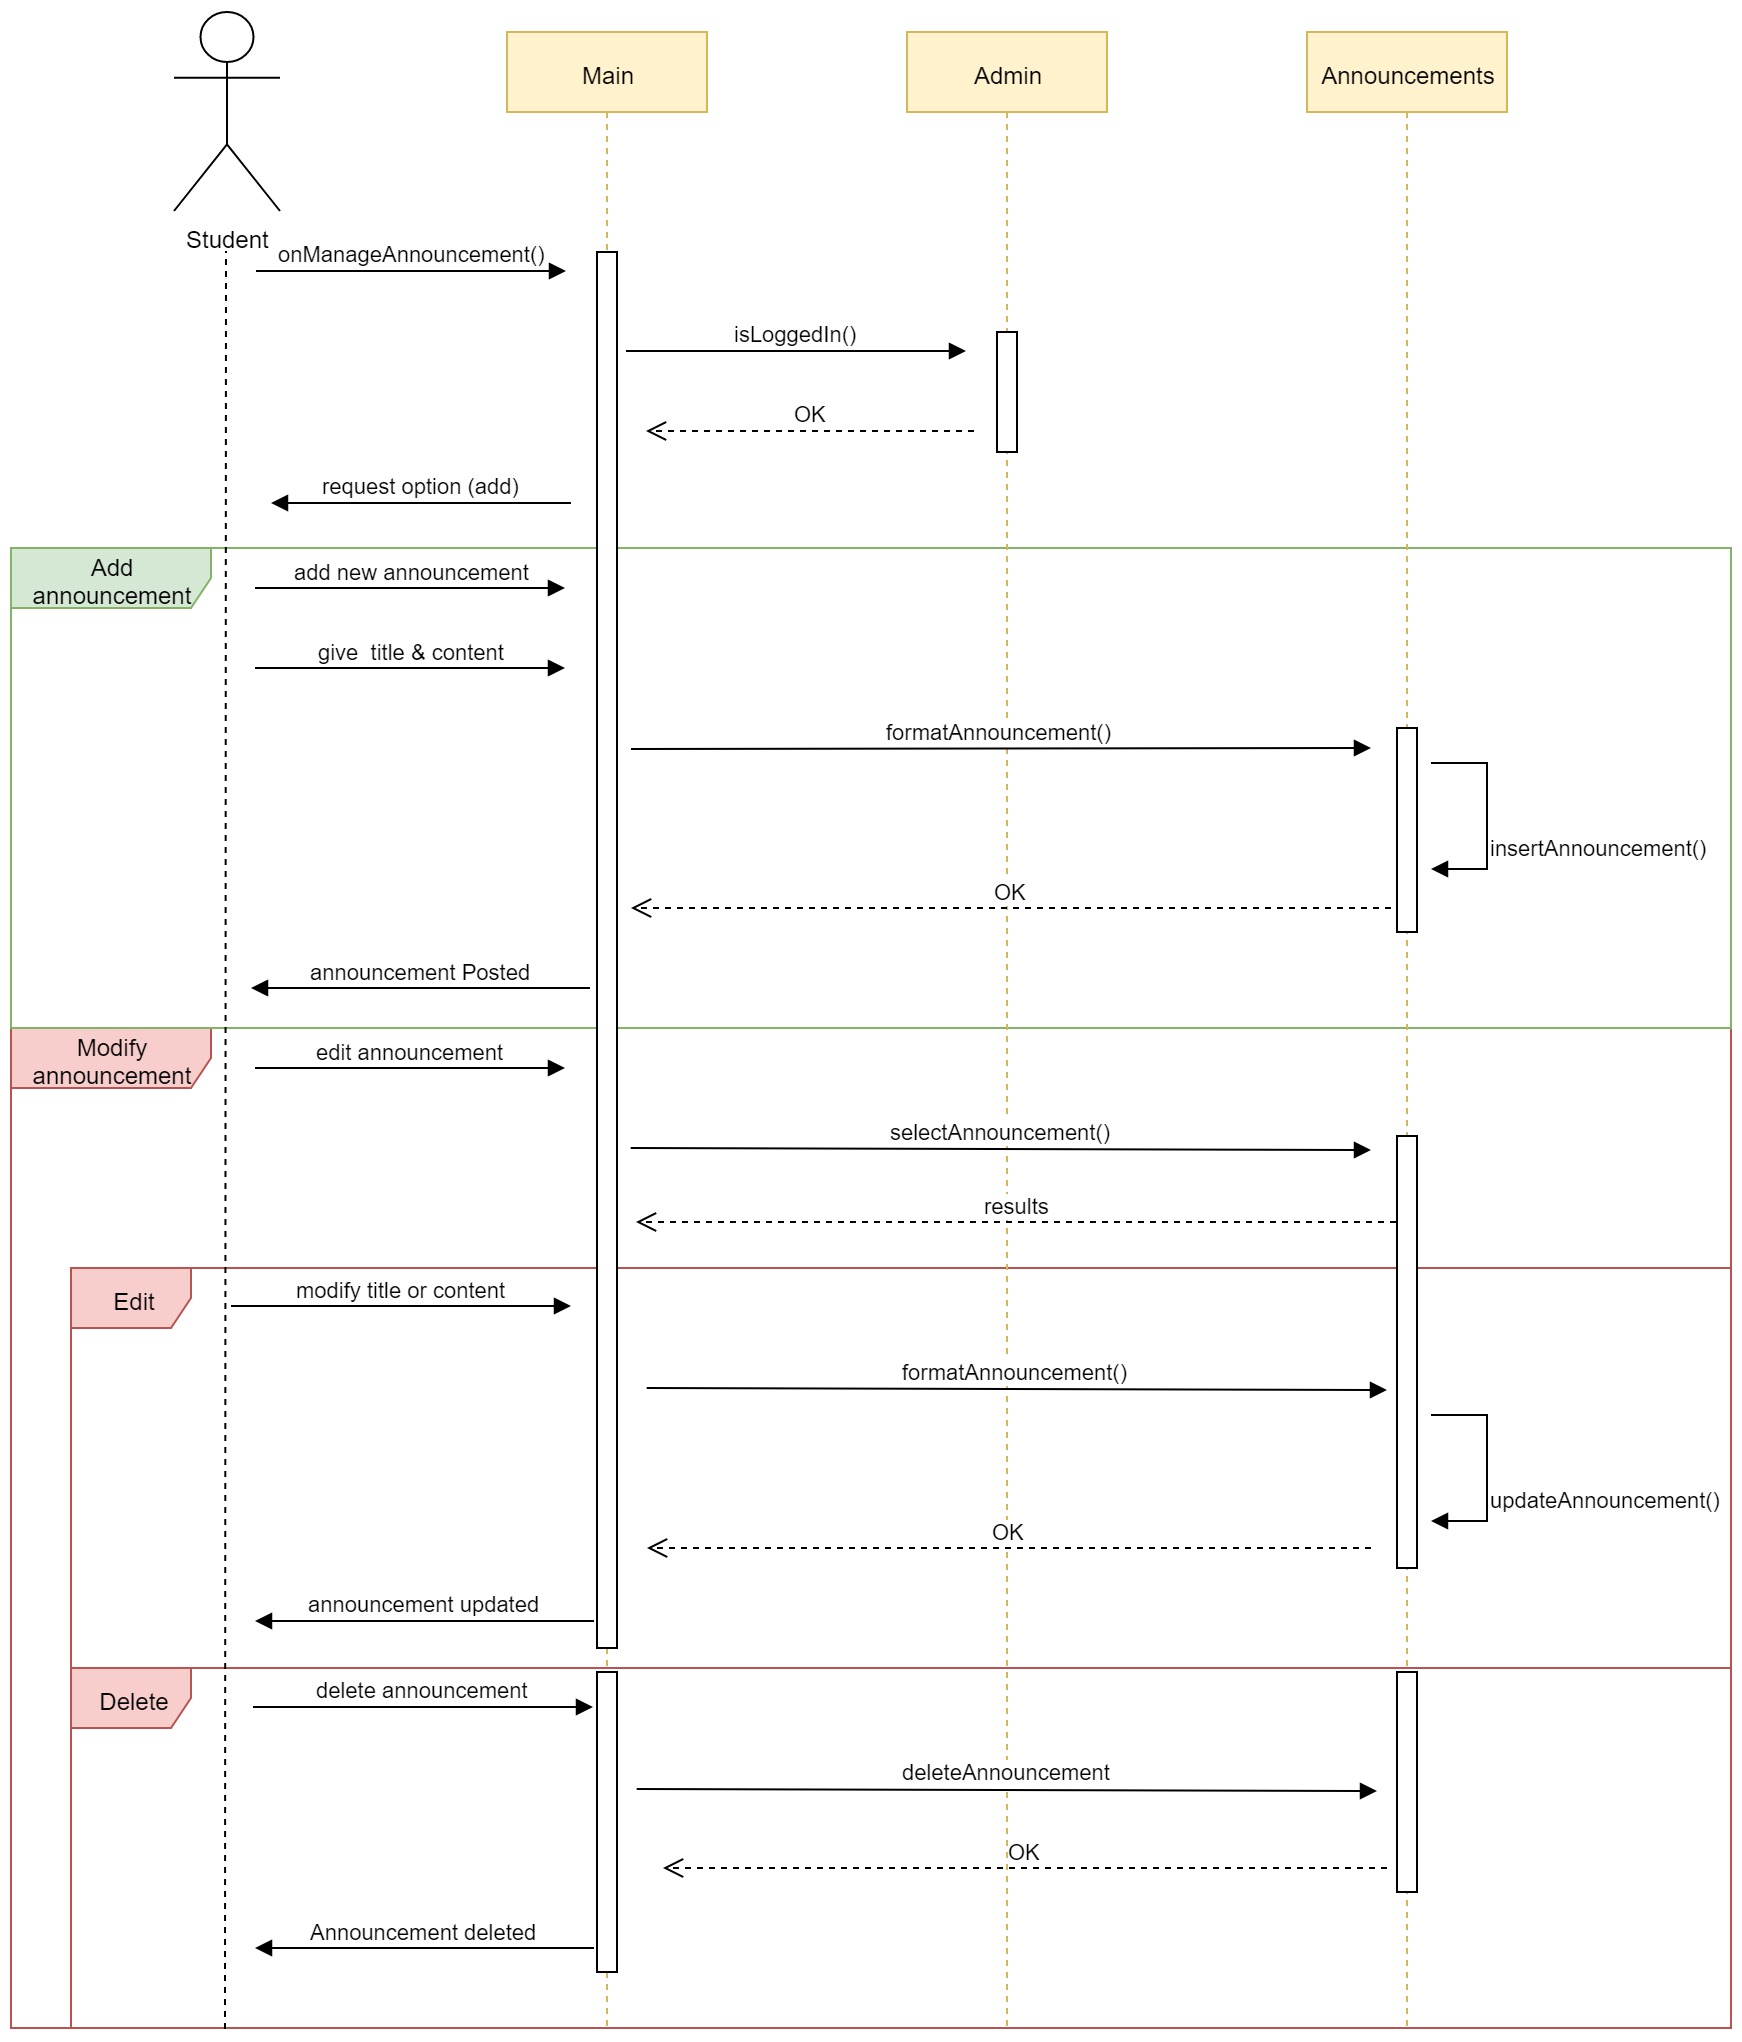 Main
Admin
Announcements
Student
onManageAnnouncement()
isLoggedIn()
OK
request option (add)
Add
announcement
add new announcement
give  title & content
formatAnnouncement()
insertAnnouncement()
OK
announcement Posted
Modify
announcement
edit announcement
selectAnnouncement()
results
Edit
modify title or content
formatAnnouncement()
updateAnnouncement()
OK
announcement updated
Delete
delete announcement
deleteAnnouncement
OK
Announcement deleted